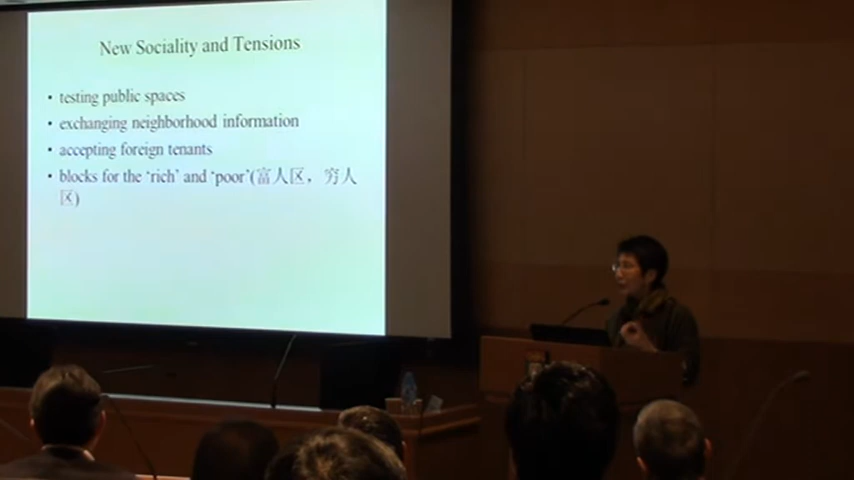 New Sociality and Tensions
• testing public spaces
• exchanging neighborhood information
• accepting foreign tenants
• blocks for the ‘rich’ and ‘poor’(富人区，穷人
区)